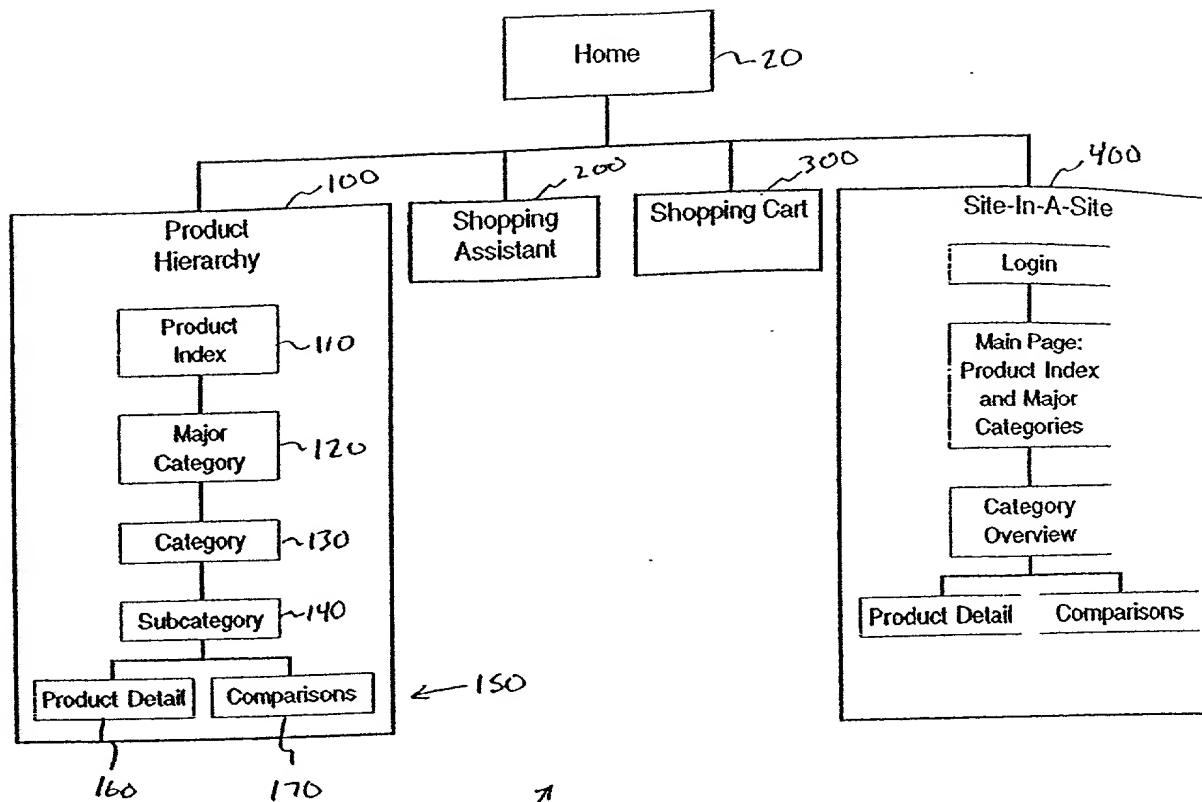 Home
20
100
200
300
400
Product
Hierarchy
Shopping
Assistant
Shopping Cart
Site-In-A-Site
Product
Index
110
Major
Category
120
Category
130
Subcategory
140
Product Detail
Comparisons
150
160
170
Login
Main Page:
Product Index
and Major
Categories
Category
Overview
Product Detail
Comparisons